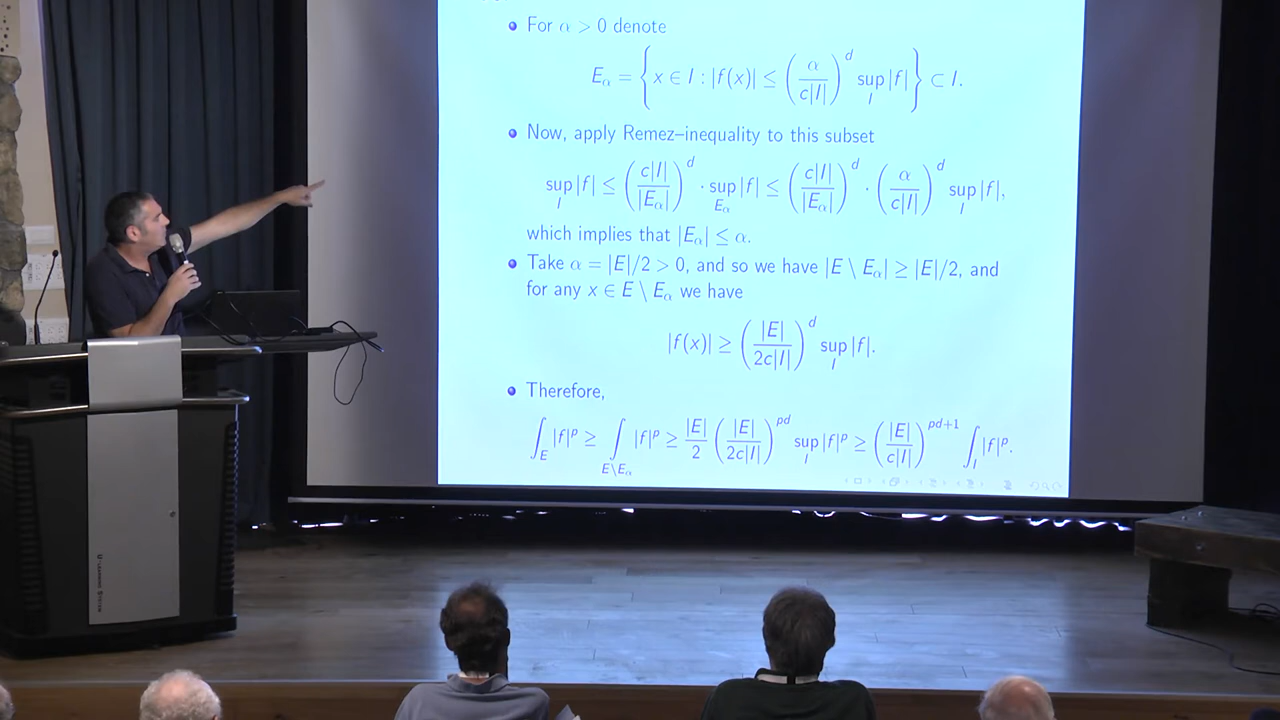 • For α > 0 denote
E_α = { x ∈ I : |f(x)| ≤ (α / c|I|)^d sup_I |f| } ⊂ I.
• Now, apply Remez–inequality to this subset
sup_I |f| ≤ (c|I| / |E_α|)^d · sup_{E_α} |f| ≤ (c|I| / |E_α|)^d · (α / c|I|)^d sup_I |f|,
which implies that |E_α| ≤ α.
• Take α = |E|/2 > 0, and so we have |E \ E_α| ≥ |E|/2, and
for any x ∈ E \ E_α we have
|f(x)| ≥ (|E| / 2c|I|)^d sup_I |f|.
• Therefore,
∫_E |f|^p ≥ ∫_{E\E_α} |f|^p ≥ |E|/2 (|E| / 2c|I|)^{pd} sup_I |f|^p ≥ (|E| / c|I|)^{pd+1} ∫_I |f|^p.
U-LEARNING SYSTEM